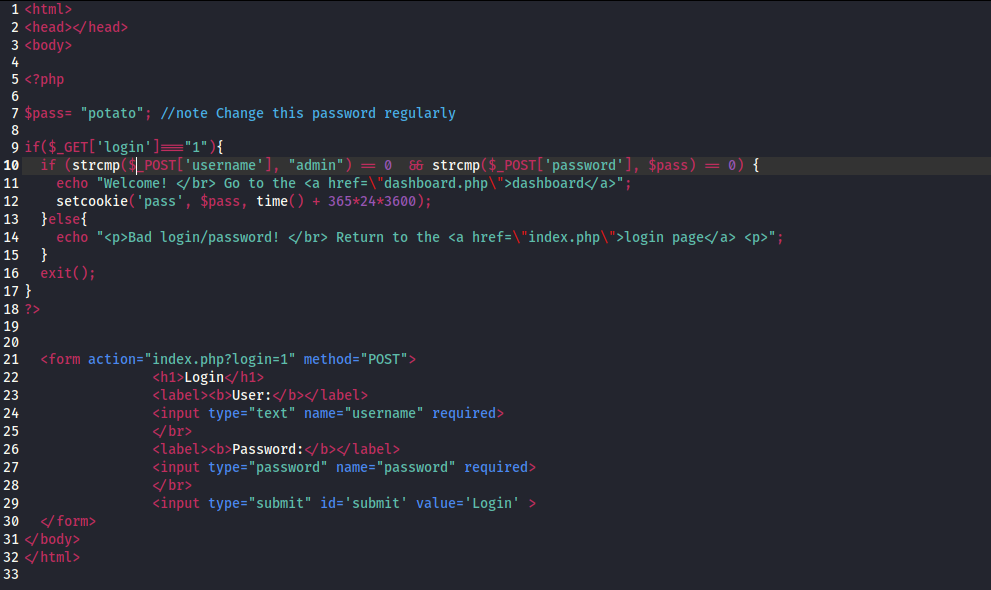 1 <html>
2 <head></head>
3 <body>
4
5 <?php
6
7 $pass= "potato"; //note Change this password regularly
8
9 if($_GET['login']==="1"){
10   if (strcmp($_POST['username'], "admin") == 0  && strcmp($_POST['password'], $pass) == 0) {
11     echo "Welcome! </br> Go to the <a href=\"dashboard.php\">dashboard</a>";
12     setcookie('pass', $pass, time() + 365*24*3600);
13   }else{
14     echo "<p>Bad login/password! </br> Return to the <a href=\"index.php\">login page</a> <p>";
15   }
16   exit();
17 }
18 ?>
19
20
21   <form action="index.php?login=1" method="POST">
22                 <h1>Login</h1>
23                 <label><b>User:</b></label>
24                 <input type="text" name="username" required>
25                 </br>
26                 <label><b>Password:</b></label>
27                 <input type="password" name="password" required>
28                 </br>
29                 <input type="submit" id='submit' value='Login' >
30   </form>
31 </body>
32 </html>
33